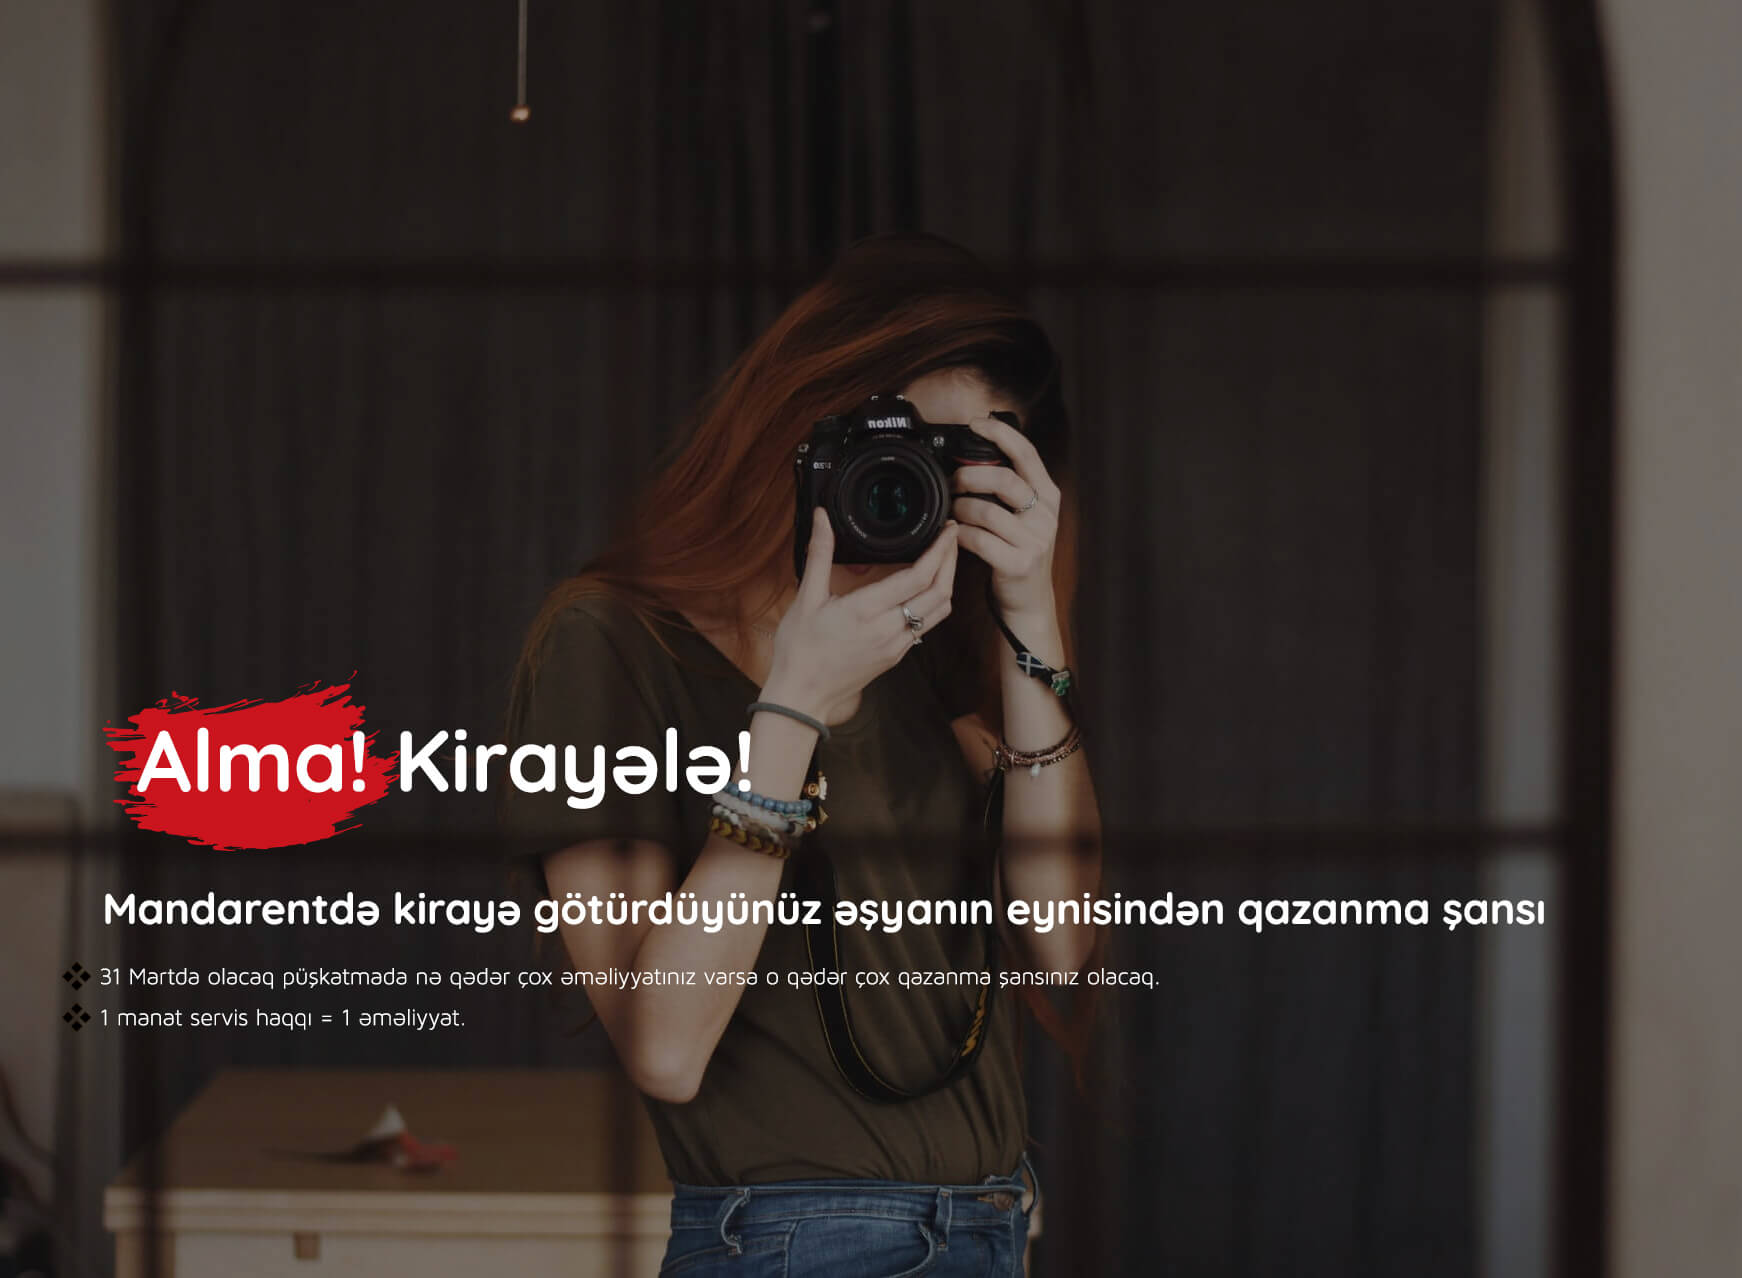 Nikon
Alma! Kirayələ!
Mandarentdə kirayə götürdüyünüz əşyanın eynisindən qazanma şansı
31 Martda olacaq püşkatmada nə qədər çox əməliyyatınız varsa o qədər çox qazanma şansınız olacaq.
1 manat servis haqqı = 1 əməliyyat.